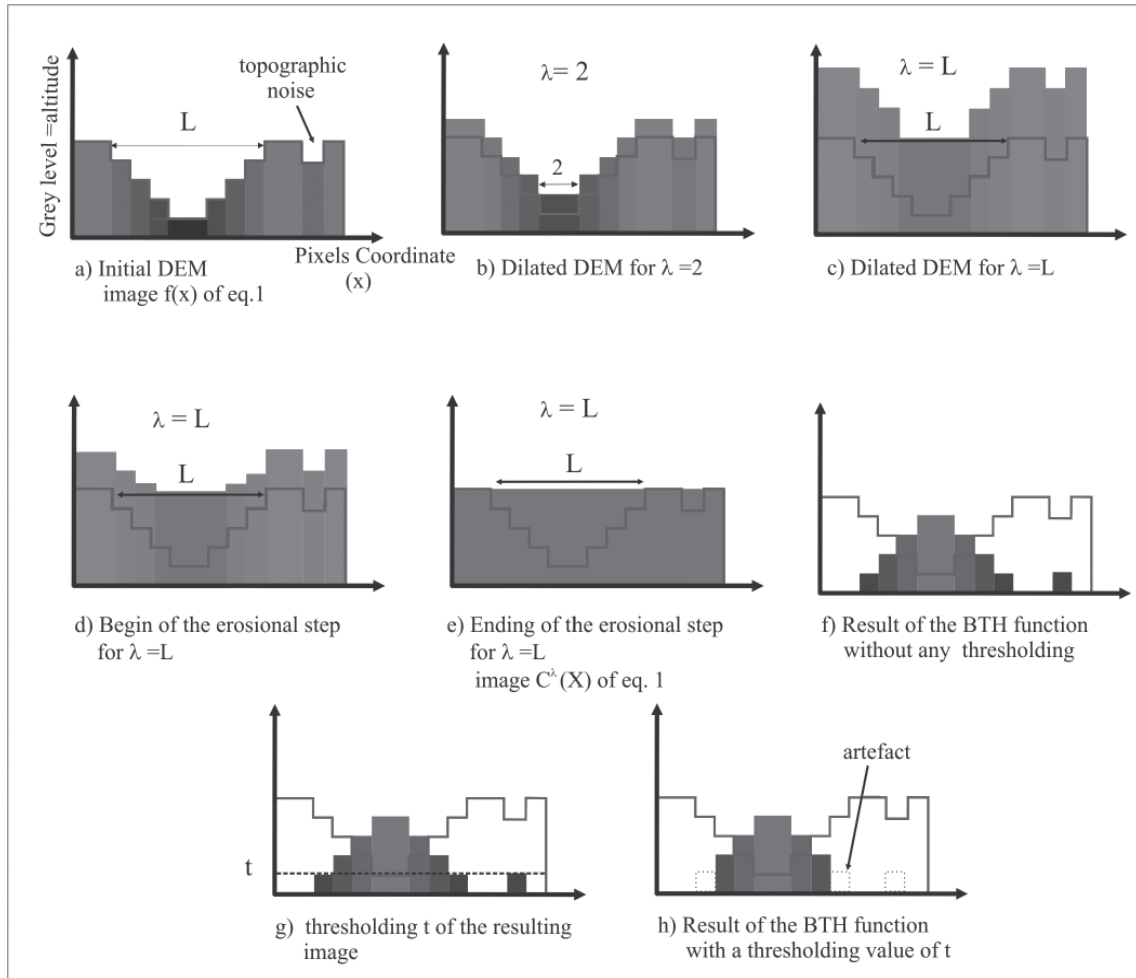 Grey level =altitude
topographic
noise
L
Pixels Coordinate
(x)
a) Initial DEM
image f(x) of eq.1
λ= 2
2
b) Dilated DEM for λ =2
λ = L
L
c) Dilated DEM for λ=L
λ = L
L
d) Begin of the erosional step
for λ =L
λ = L
L
e) Ending of the erosional step
for λ =L
image C^λ(X) of eq. 1
f) Result of the BTH function
without any thresholding
t
g) thresholding t of the resulting
image
artefact
h) Result of the BTH function
with a thresholding value of t